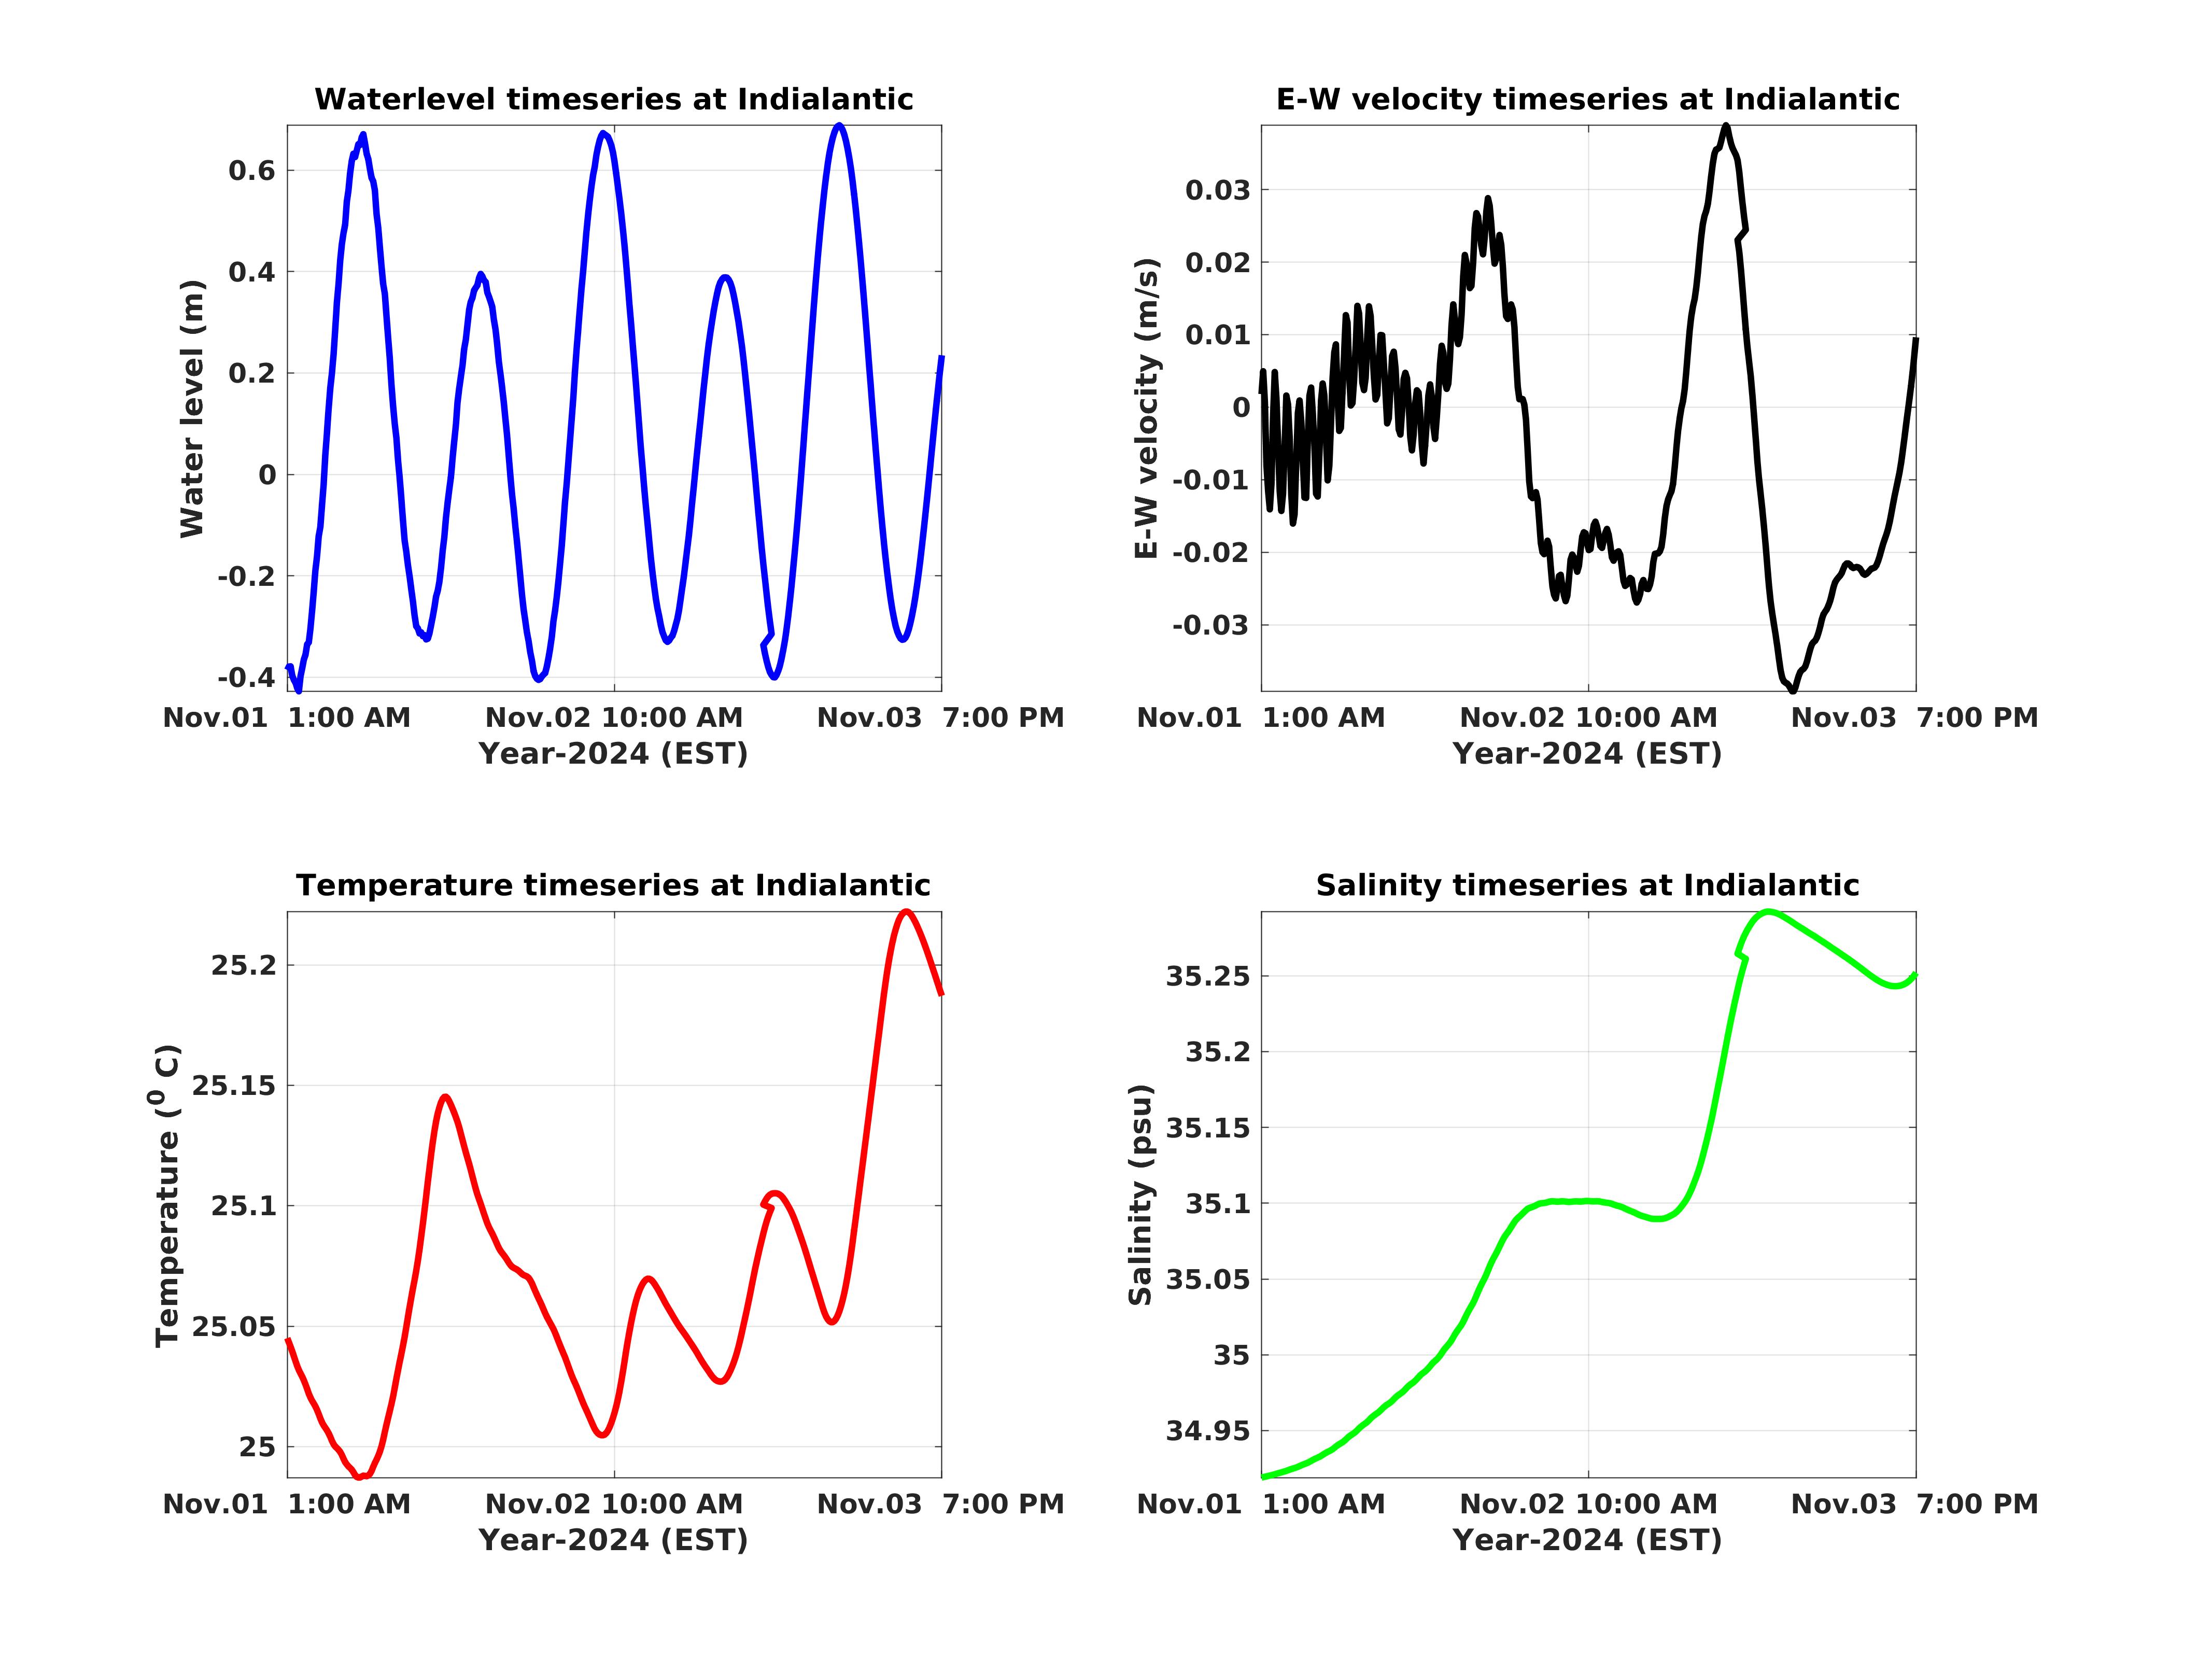 Waterlevel timeseries at Indialantic
0.6
0.4
0.2
0
-0.2
-0.4
Water level (m)
Nov.01 1:00 AM Nov.02 10:00 AM Nov.03 7:00 PM
Year-2024 (EST)
E-W velocity timeseries at Indialantic
0.03
0.02
0.01
0
-0.01
-0.02
-0.03
E-W velocity (m/s)
Nov.01 1:00 AM Nov.02 10:00 AM Nov.03 7:00 PM
Year-2024 (EST)
Temperature timeseries at Indialantic
25.2
25.15
25.1
25.05
25
Temperature (⁰ C)
Nov.01 1:00 AM Nov.02 10:00 AM Nov.03 7:00 PM
Year-2024 (EST)
Salinity timeseries at Indialantic
35.25
35.2
35.15
35.1
35.05
35
34.95
Salinity (psu)
Nov.01 1:00 AM Nov.02 10:00 AM Nov.03 7:00 PM
Year-2024 (EST)